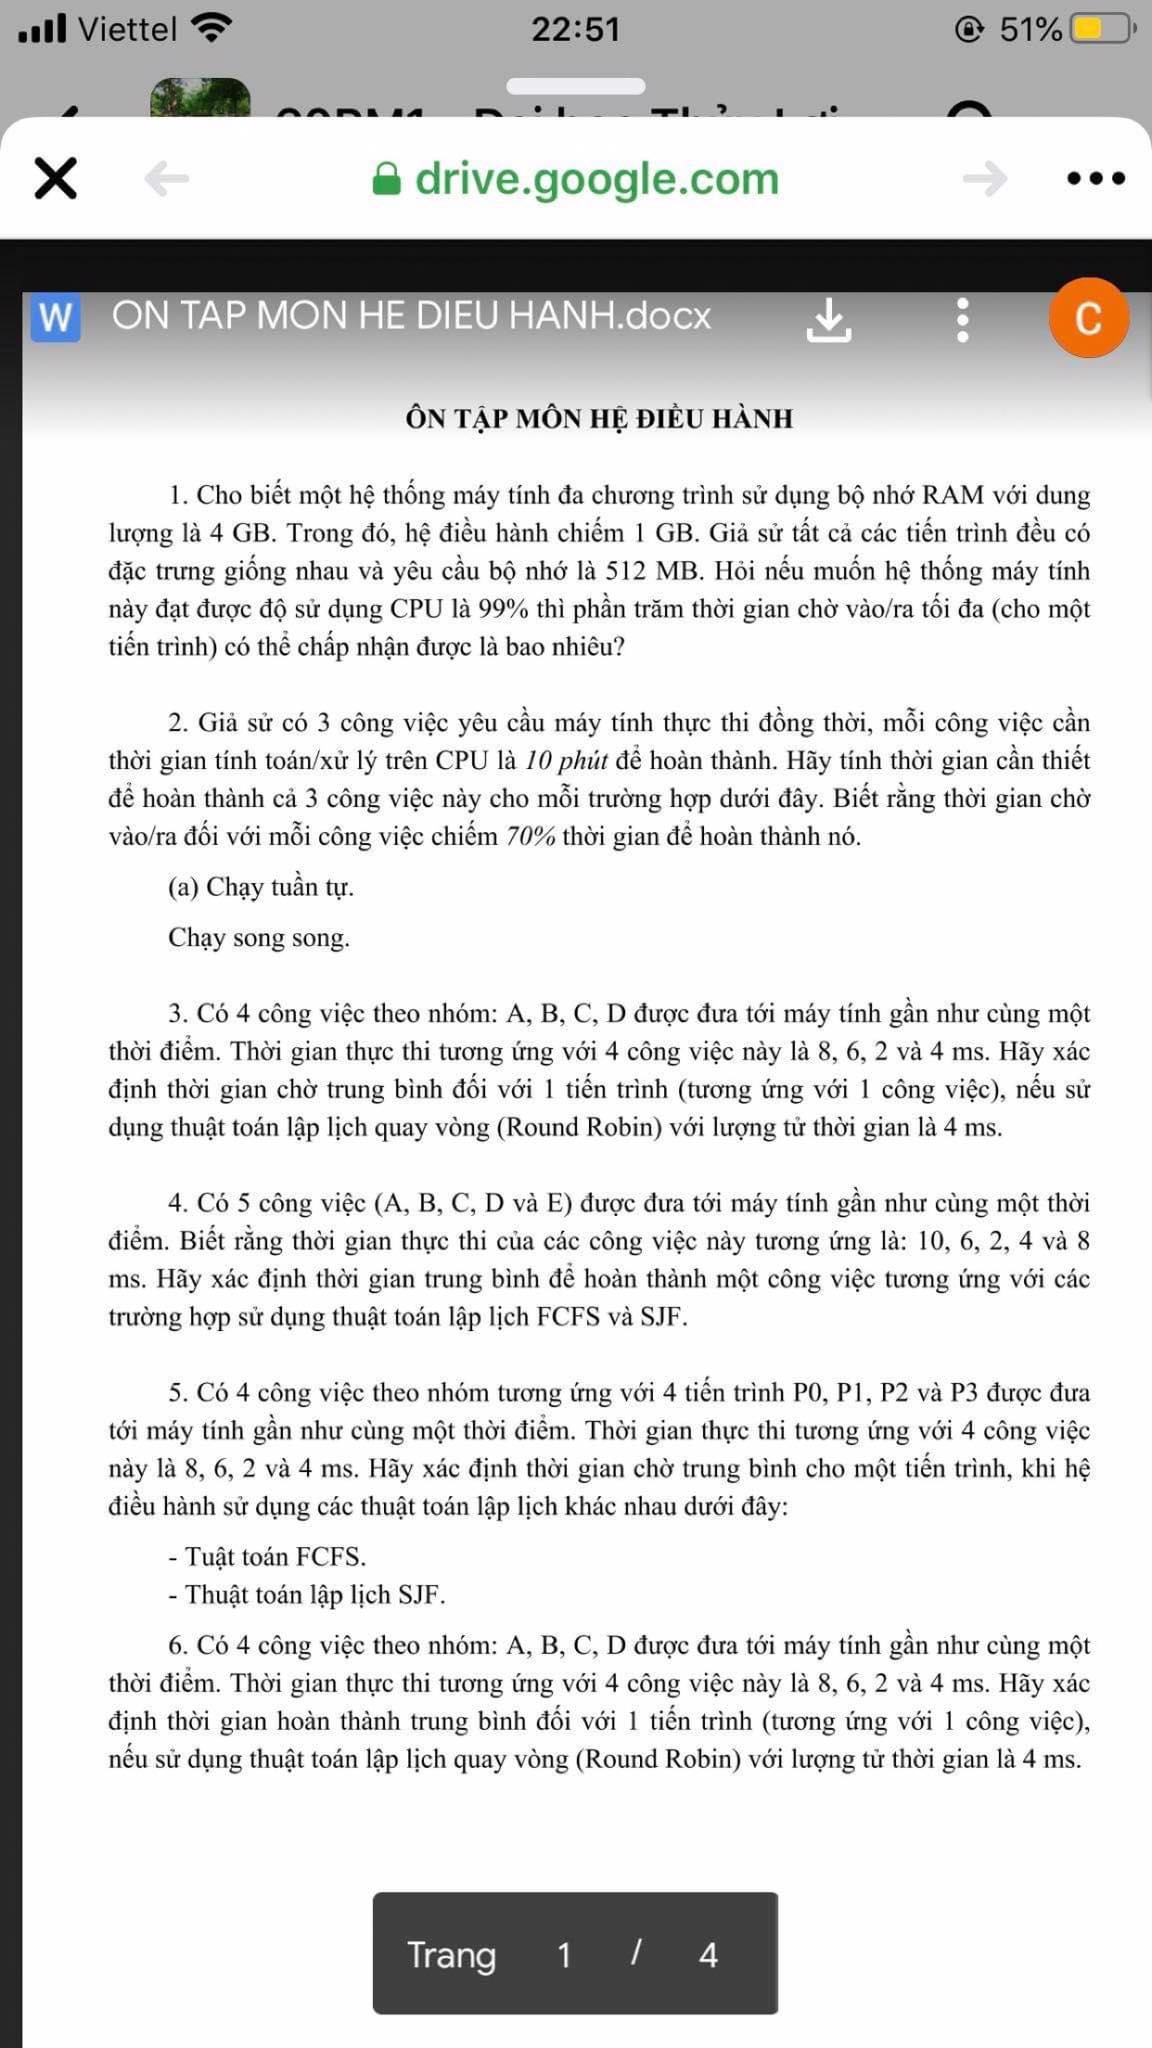 Viettel 22:51 51%
drive.google.com
W ON TAP MON HE DIEU HANH.docx C
ÔN TẬP MÔN HỆ ĐIỀU HÀNH
1. Cho biết một hệ thống máy tính đa chương trình sử dụng bộ nhớ RAM với dung
lượng là 4 GB. Trong đó, hệ điều hành chiếm 1 GB. Giả sử tất cả các tiến trình đều có
đặc trưng giống nhau và yêu cầu bộ nhớ là 512 MB. Hỏi nếu muốn hệ thống máy tính
này đạt được độ sử dụng CPU là 99% thì phần trăm thời gian chờ vào/ra tối đa (cho một
tiến trình) có thể chấp nhận được là bao nhiêu?
2. Giả sử có 3 công việc yêu cầu máy tính thực thi đồng thời, mỗi công việc cần
thời gian tính toán/xử lý trên CPU là 10 phút để hoàn thành. Hãy tính thời gian cần thiết
để hoàn thành cả 3 công việc này cho mỗi trường hợp dưới đây. Biết rằng thời gian chờ
vào/ra đối với mỗi công việc chiếm 70% thời gian để hoàn thành nó.
(a) Chạy tuần tự.
Chạy song song.
3. Có 4 công việc theo nhóm: A, B, C, D được đưa tới máy tính gần như cùng một
thời điểm. Thời gian thực thi tương ứng với 4 công việc này là 8, 6, 2 và 4 ms. Hãy xác
định thời gian chờ trung bình đối với 1 tiến trình (tương ứng với 1 công việc), nếu sử
dụng thuật toán lập lịch quay vòng (Round Robin) với lượng tử thời gian là 4 ms.
4. Có 5 công việc (A, B, C, D và E) được đưa tới máy tính gần như cùng một thời
điểm. Biết rằng thời gian thực thi của các công việc này tương ứng là: 10, 6, 2, 4 và 8
ms. Hãy xác định thời gian trung bình để hoàn thành một công việc tương ứng với các
trường hợp sử dụng thuật toán lập lịch FCFS và SJF.
5. Có 4 công việc theo nhóm tương ứng với 4 tiến trình P0, P1, P2 và P3 được đưa
tới máy tính gần như cùng một thời điểm. Thời gian thực thi tương ứng với 4 công việc
này là 8, 6, 2 và 4 ms. Hãy xác định thời gian chờ trung bình cho một tiến trình, khi hệ
điều hành sử dụng các thuật toán lập lịch khác nhau dưới đây:
- Tuật toán FCFS.
- Thuật toán lập lịch SJF.
6. Có 4 công việc theo nhóm: A, B, C, D được đưa tới máy tính gần như cùng một
thời điểm. Thời gian thực thi tương ứng với 4 công việc này là 8, 6, 2 và 4 ms. Hãy xác
định thời gian hoàn thành trung bình đối với 1 tiến trình (tương ứng với 1 công việc),
nếu sử dụng thuật toán lập lịch quay vòng (Round Robin) với lượng tử thời gian là 4 ms.
Trang 1 / 4